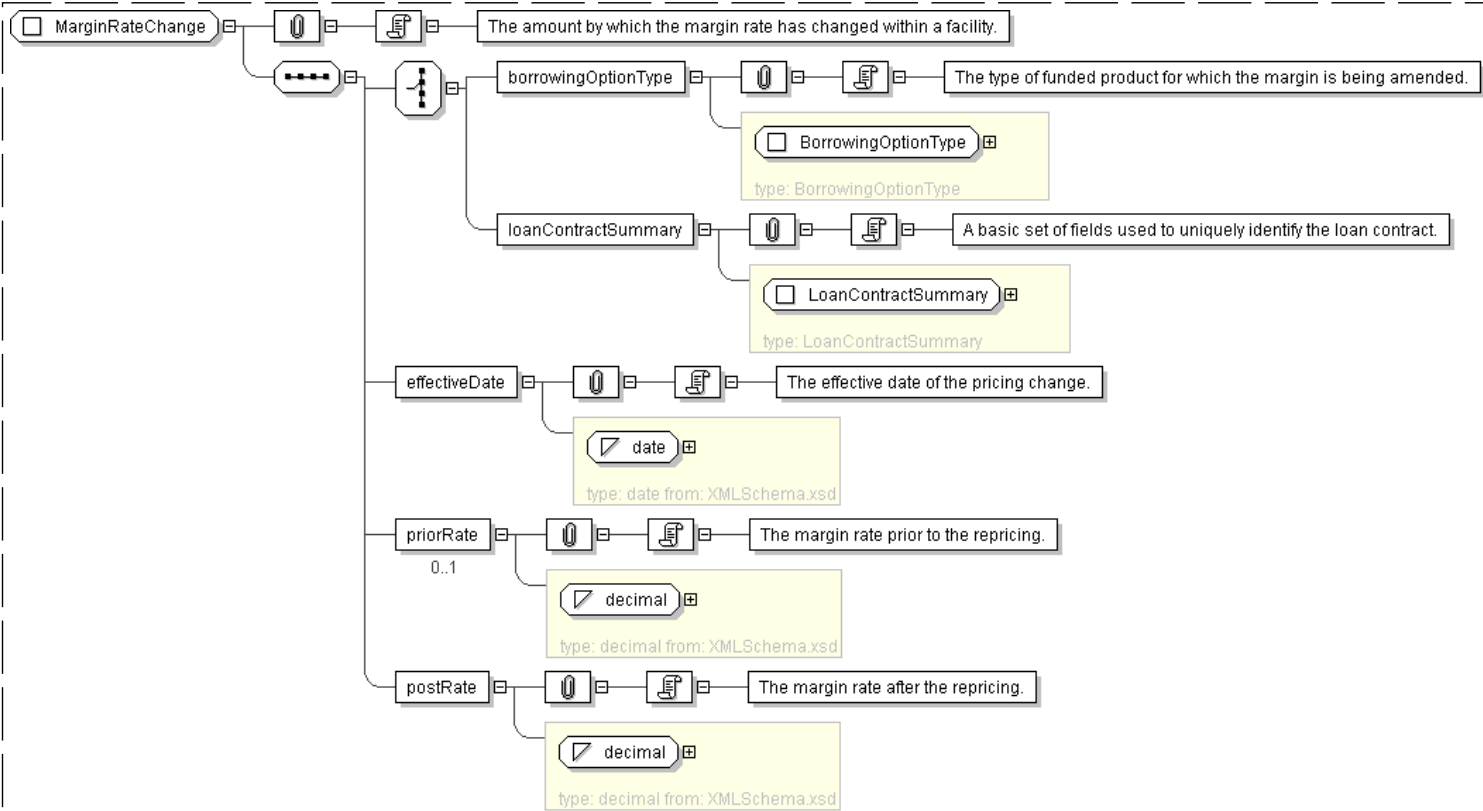 MarginRateChange
The amount by which the margin rate has changed within a facility.
borrowingOptionType
The type of funded product for which the margin is being amended.
BorrowingOptionType
type: BorrowingOptionType
loanContractSummary
A basic set of fields used to uniquely identify the loan contract.
LoanContractSummary
type: LoanContractSummary
effectiveDate
The effective date of the pricing change.
date
type: date from: XMLSchema.xsd
priorRate
The margin rate prior to the repricing.
0..1
decimal
type: decimal from: XMLSchema.xsd
postRate
The margin rate after the repricing.
decimal
type: decimal from: XMLSchema.xsd